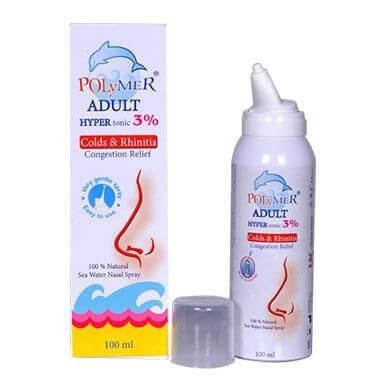 POLyMER®
ADULT
HYPER tonic 3%
Colds & Rhinitis
Congestion Relief
Very gentle spray
Easy to use
100 % Natural
Sea Water Nasal Spray
100 ml
POLyMER®
ADULT
HYPER tonic 3%
Colds & Rhinitis
Congestion Relief
100 % Natural
Sea Water Nasal Spray
100 ml